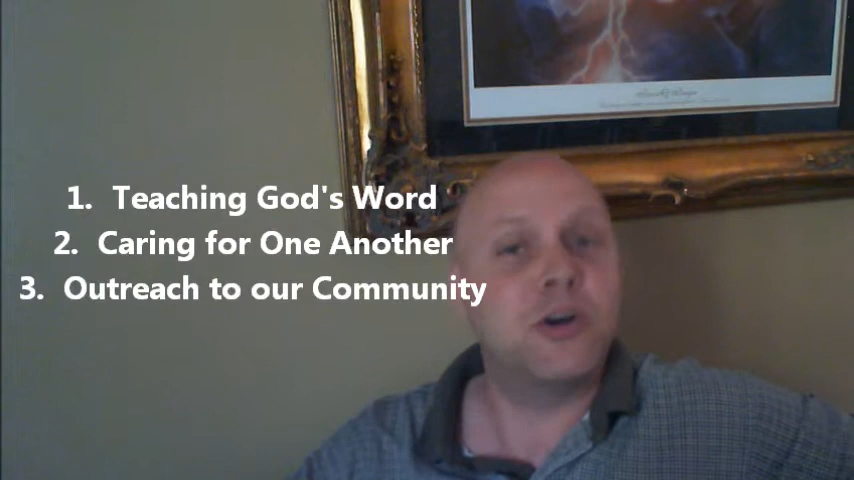 1. Teaching God's Word
2. Caring for One Another
3. Outreach to our Community